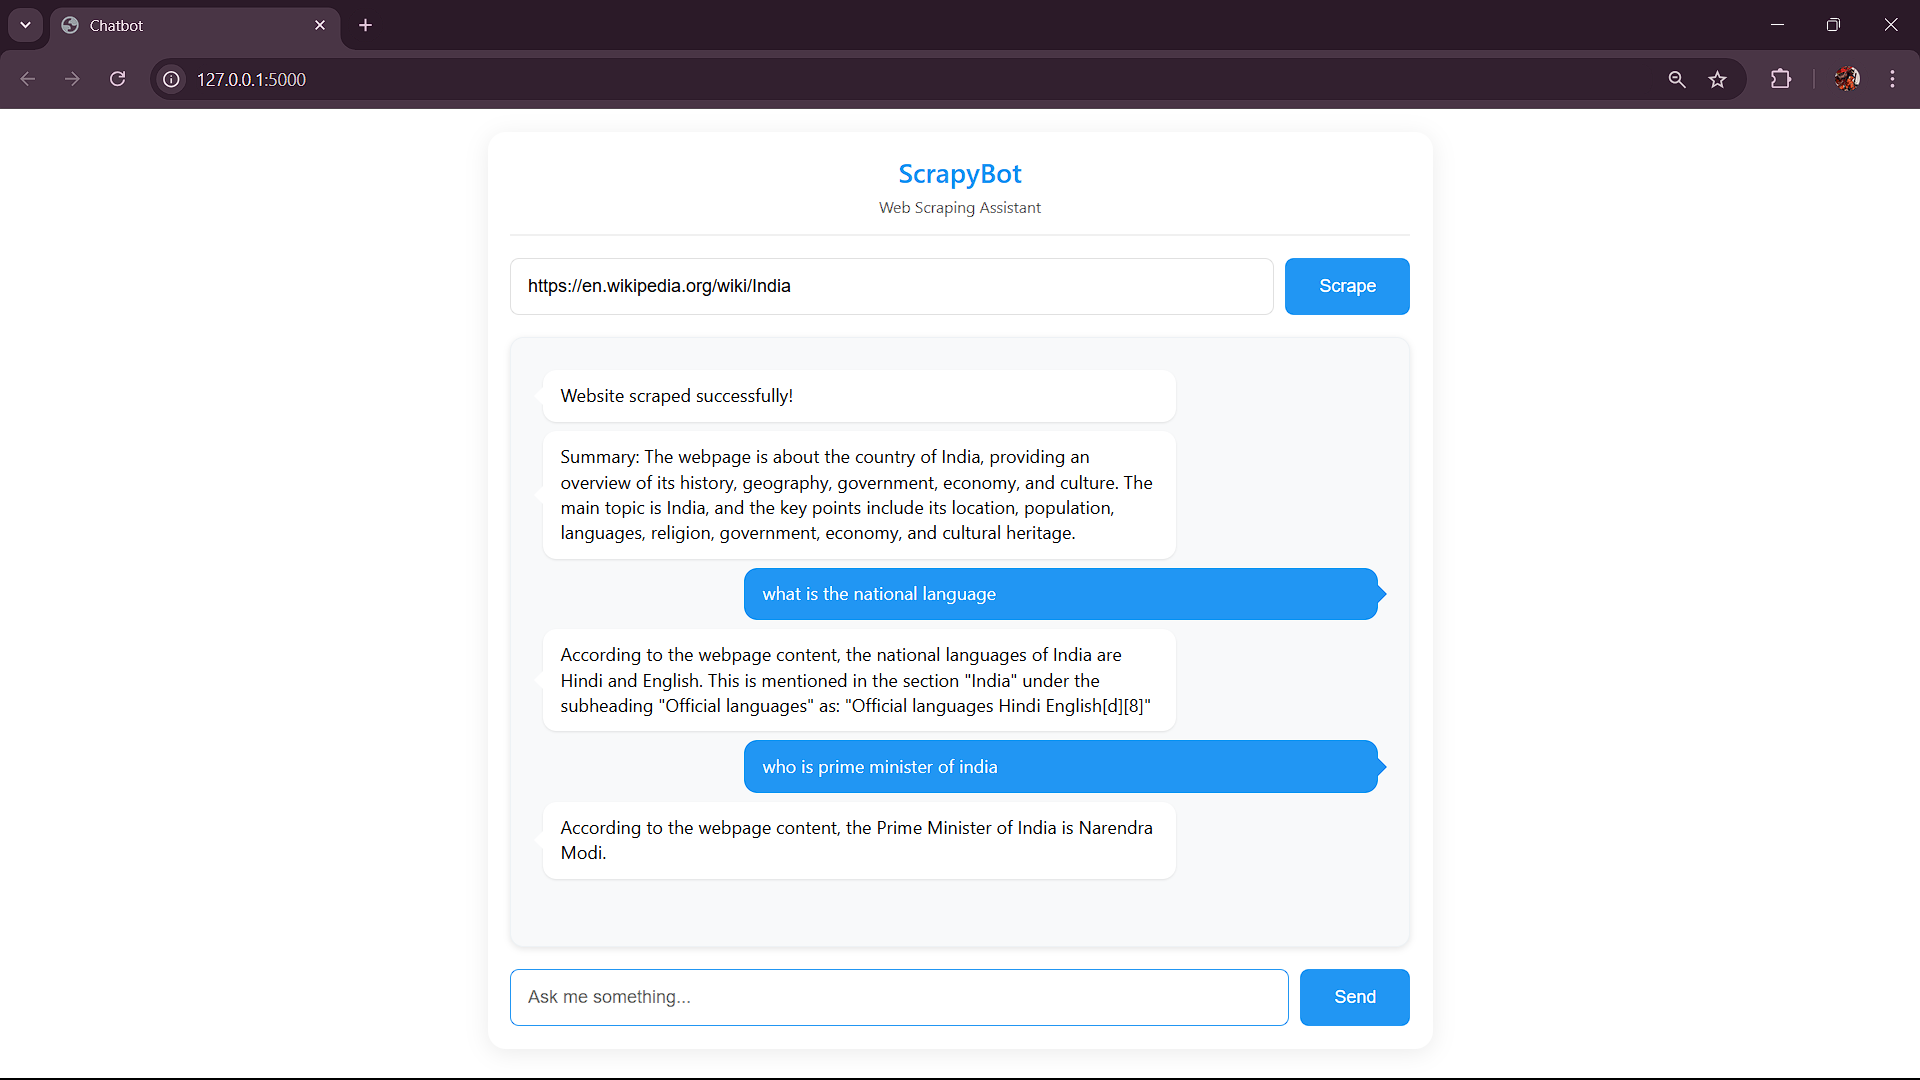 Chatbot
127.0.0.1:5000
ScrapyBot
Web Scraping Assistant
https://en.wikipedia.org/wiki/India
Scrape
Website scraped successfully!
Summary: The webpage is about the country of India, providing an
overview of its history, geography, government, economy, and culture. The
main topic is India, and the key points include its location, population,
languages, religion, government, economy, and cultural heritage.
what is the national language
According to the webpage content, the national languages of India are
Hindi and English. This is mentioned in the section "India" under the
subheading "Official languages" as: "Official languages Hindi English[d][8]"
who is prime minister of india
According to the webpage content, the Prime Minister of India is Narendra
Modi.
Ask me something...
Send